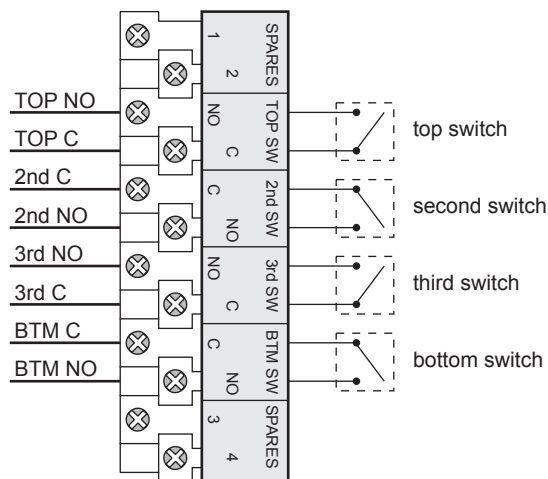 SPARES
1
2
TOP NO
TOP SW
NO
top switch
TOP C
C
2nd C
2nd SW
C
second switch
2nd NO
NO
3rd NO
3rd SW
NO
third switch
3rd C
C
BTM C
BTM SW
C
bottom switch
BTM NO
NO
SPARES
3
4